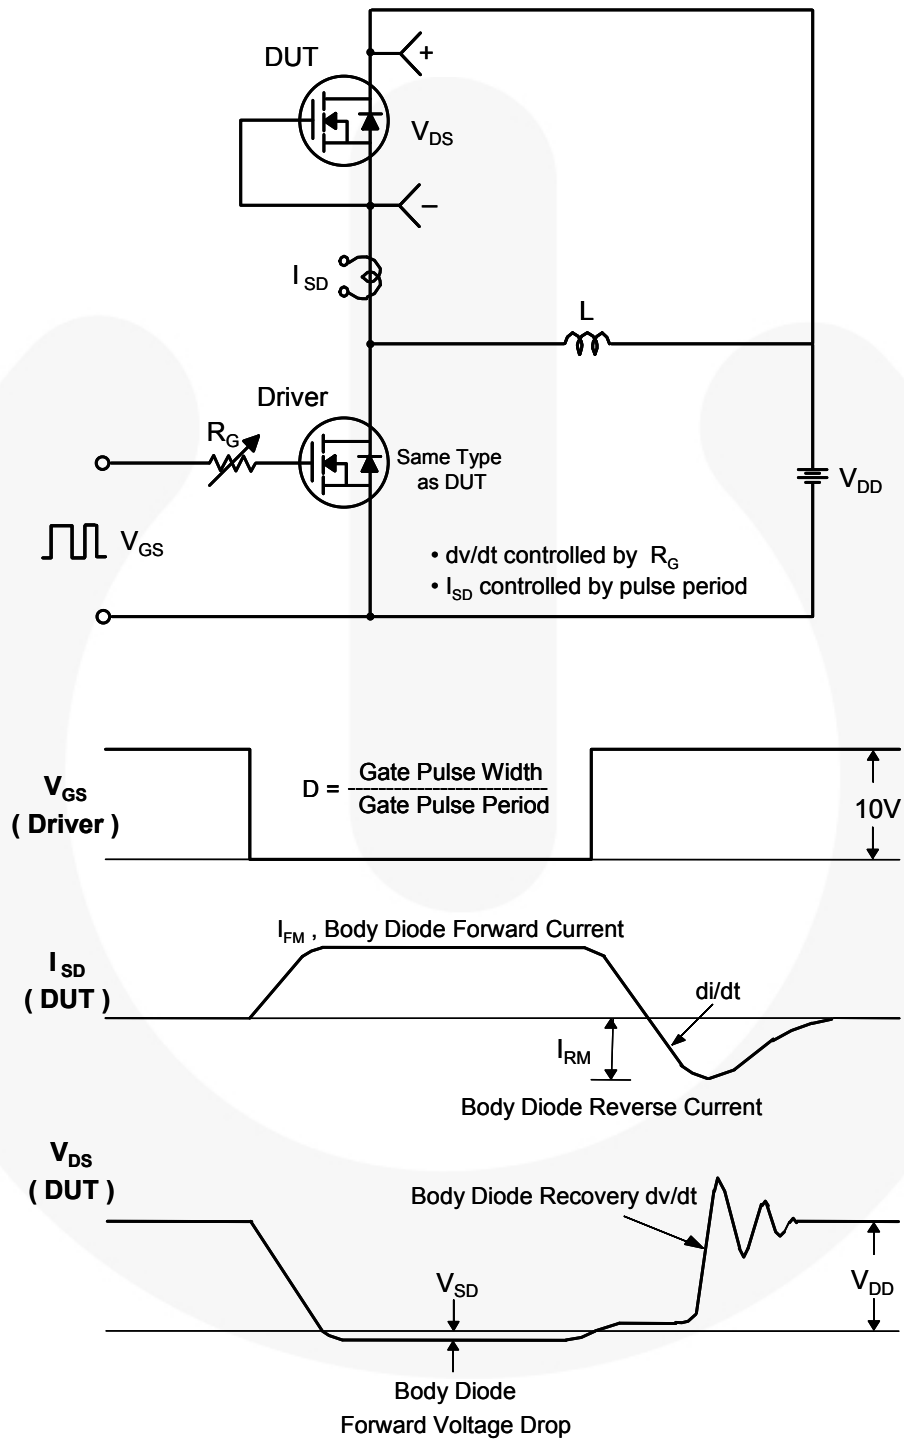 DUT
+
V_DS
–
I_SD
L
Driver
R_G
Same Type
as DUT
V_DD
V_GS
• dv/dt controlled by R_G
• I_SD controlled by pulse period
V_GS
( Driver )
D = Gate Pulse Width
Gate Pulse Period
10V
I_FM , Body Diode Forward Current
I_SD
( DUT )
di/dt
I_RM
Body Diode Reverse Current
V_DS
( DUT )
Body Diode Recovery dv/dt
V_SD
V_DD
Body Diode
Forward Voltage Drop